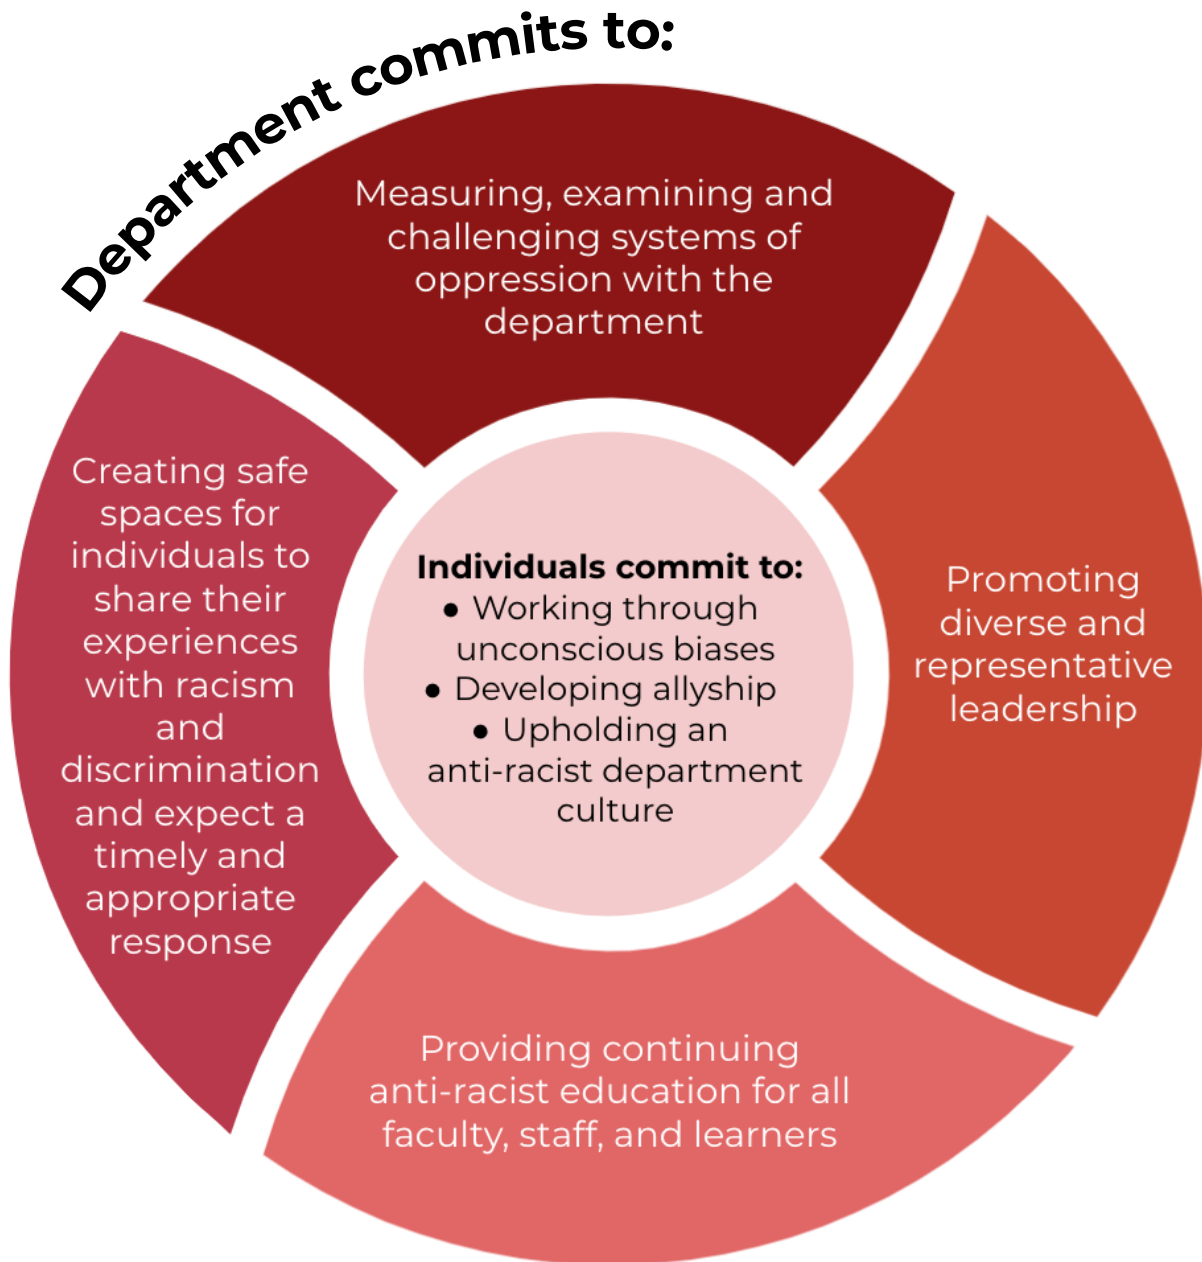 Department commits to:
Measuring, examining and
challenging systems of
oppression with the
department
Promoting
diverse and
representative
leadership
Providing continuing
anti-racist education for all
faculty, staff, and learners
Creating safe
spaces for
individuals to
share their
experiences
with racism
and
discrimination
and expect a
timely and
appropriate
response
Individuals commit to:
● Working through
unconscious biases
● Developing allyship
● Upholding an
anti-racist department
culture